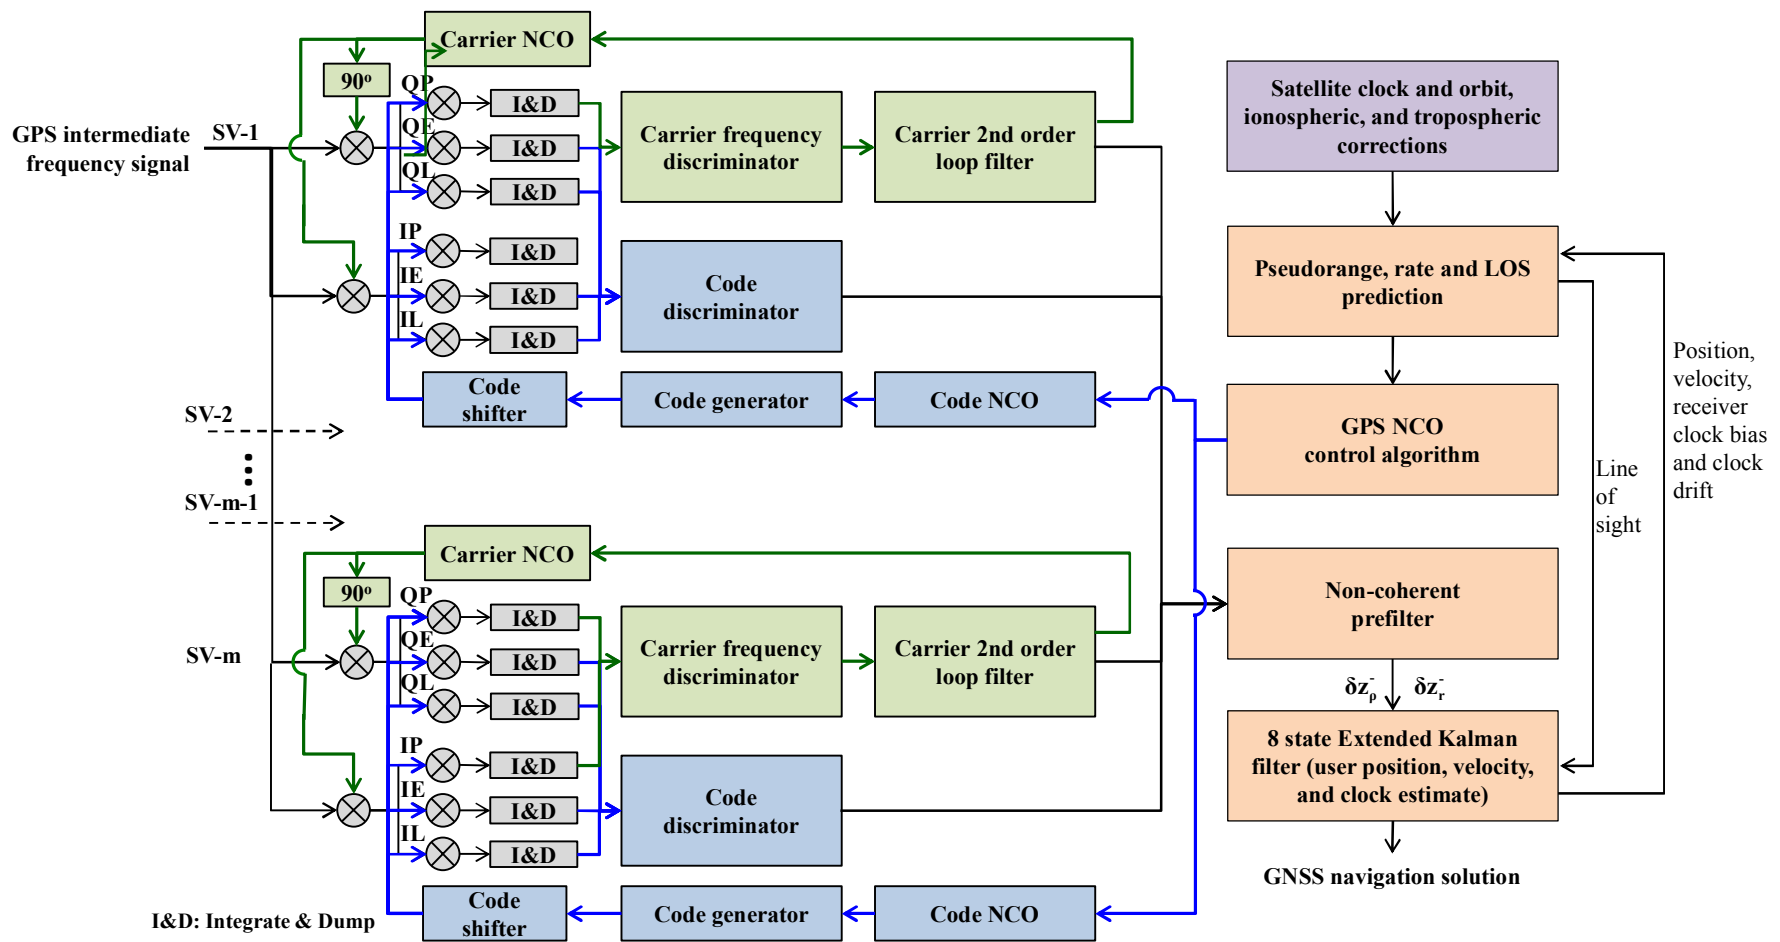 Carrier NCO
90º
QP
I&D
GPS intermediate
frequency signal
SV-1
QE
I&D
QL
I&D
Carrier frequency
discriminator
Carrier 2nd order
loop filter
IP
I&D
IE
I&D
IL
I&D
Code
discriminator
Code
shifter
Code generator
Code NCO
SV-2
SV-m-1
Carrier NCO
90º
QP
I&D
QE
I&D
QL
I&D
SV-m
Carrier frequency
discriminator
Carrier 2nd order
loop filter
IP
I&D
IE
I&D
IL
I&D
Code
discriminator
Code
shifter
Code generator
Code NCO
I&D: Integrate & Dump
Satellite clock and orbit,
ionospheric, and tropospheric
corrections
Pseudorange, rate and LOS
prediction
GPS NCO
control algorithm
Line
of
sight
Position,
velocity,
receiver
clock bias
and clock
drift
Non-coherent
prefilter
δzρ- δzr-
8 state Extended Kalman
filter (user position, velocity,
and clock estimate)
GNSS navigation solution